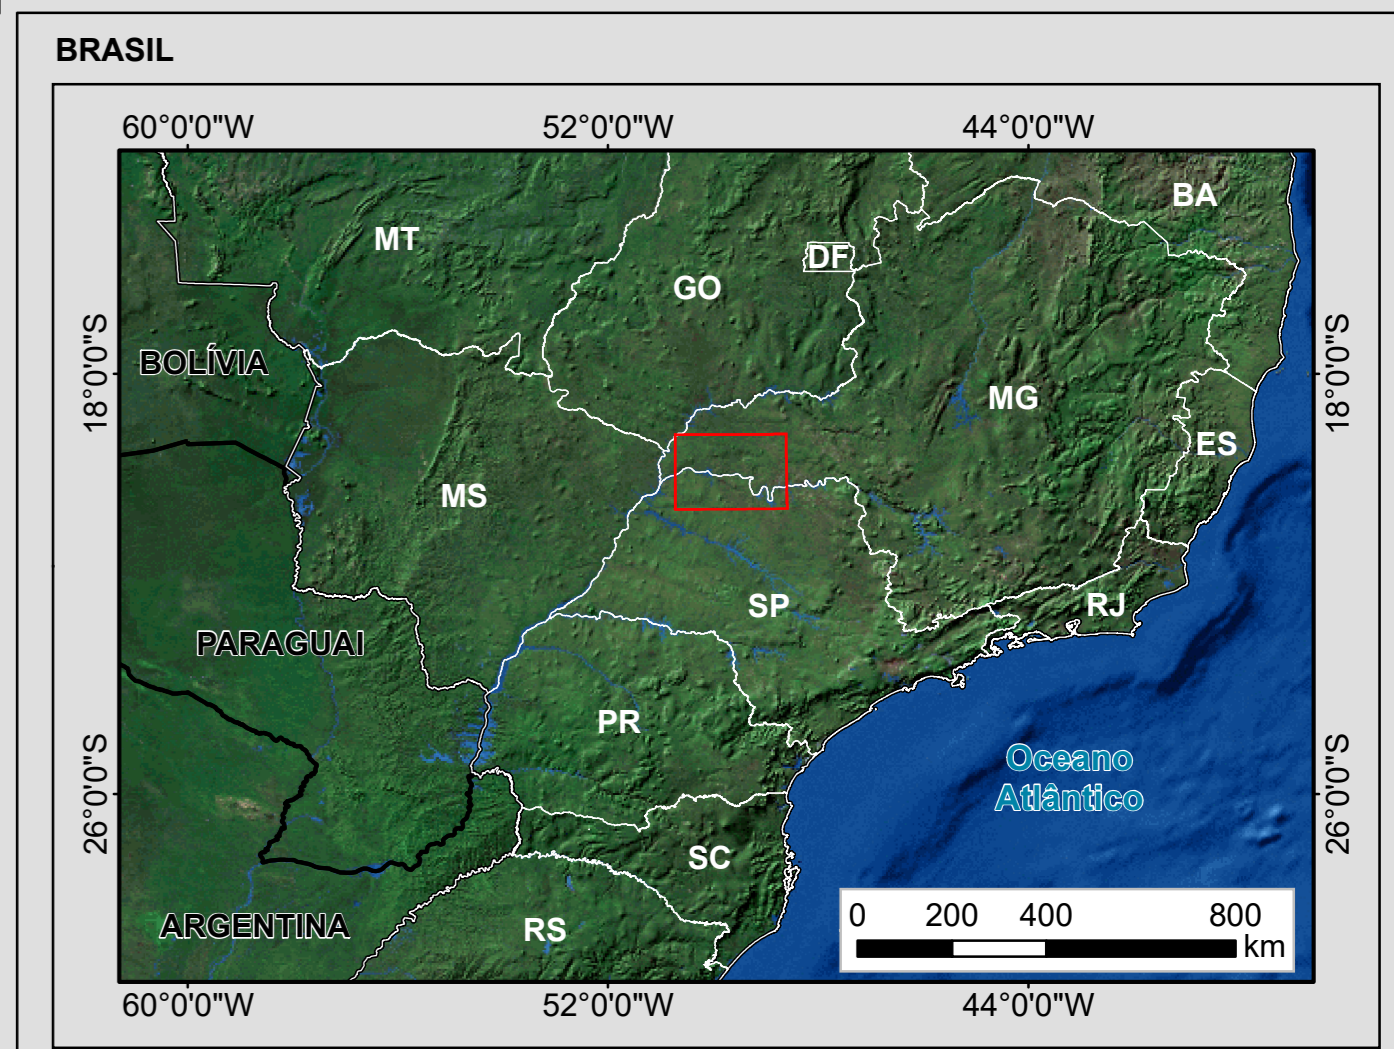 BRASIL
60°0'0"W 52°0'0"W 44°0'0"W
BA
MT
DF
GO
18°0'0"S
18°0'0"S
BOLÍVIA
MG
ES
MS
SP
RJ
PARAGUAI
PR
26°0'0"S
26°0'0"S
Oceano
Atlântico
SC
ARGENTINA
RS
0 200 400 800
km
60°0'0"W 52°0'0"W 44°0'0"W